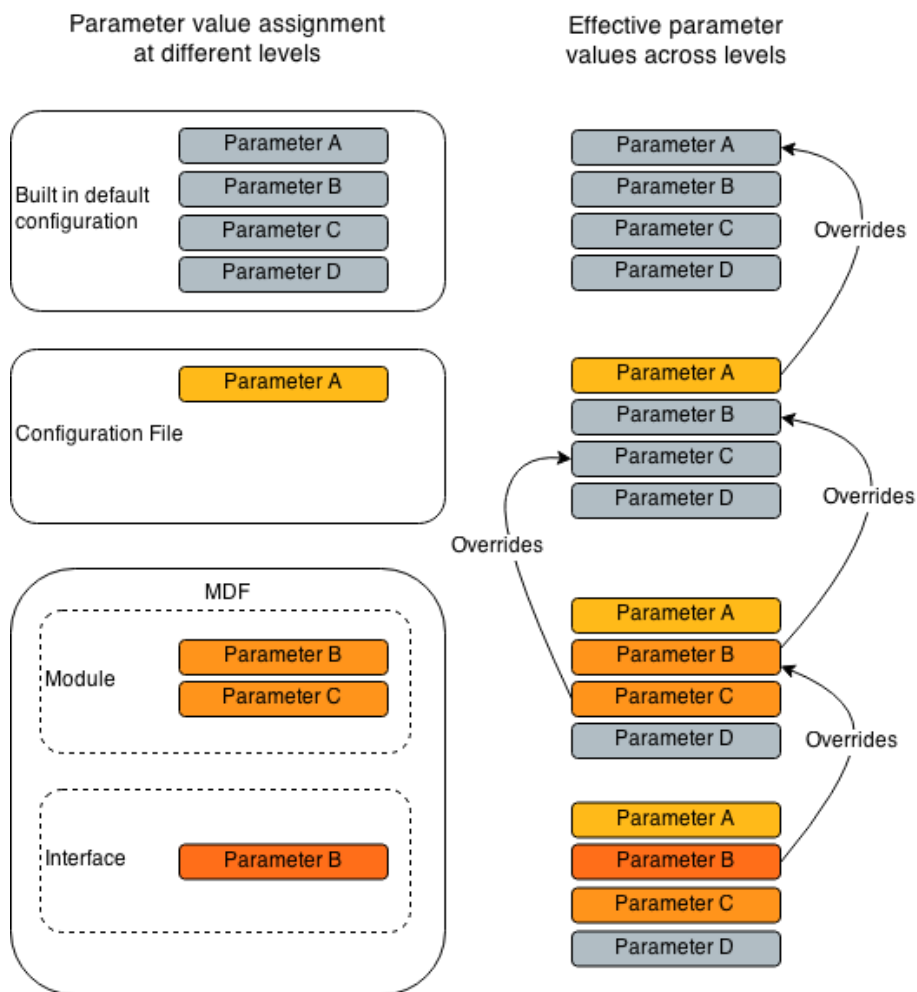 Parameter value assignment
at different levels
Effective parameter
values across levels
Built in default
configuration
Parameter A
Parameter B
Parameter C
Parameter D
Parameter A
Parameter B
Parameter C
Parameter D
Overrides
Configuration File
Parameter A
Parameter A
Parameter B
Parameter C
Parameter D
Overrides
Overrides
MDF
Module
Parameter B
Parameter C
Parameter A
Parameter B
Parameter C
Parameter D
Overrides
Interface
Parameter B
Parameter A
Parameter B
Parameter C
Parameter D